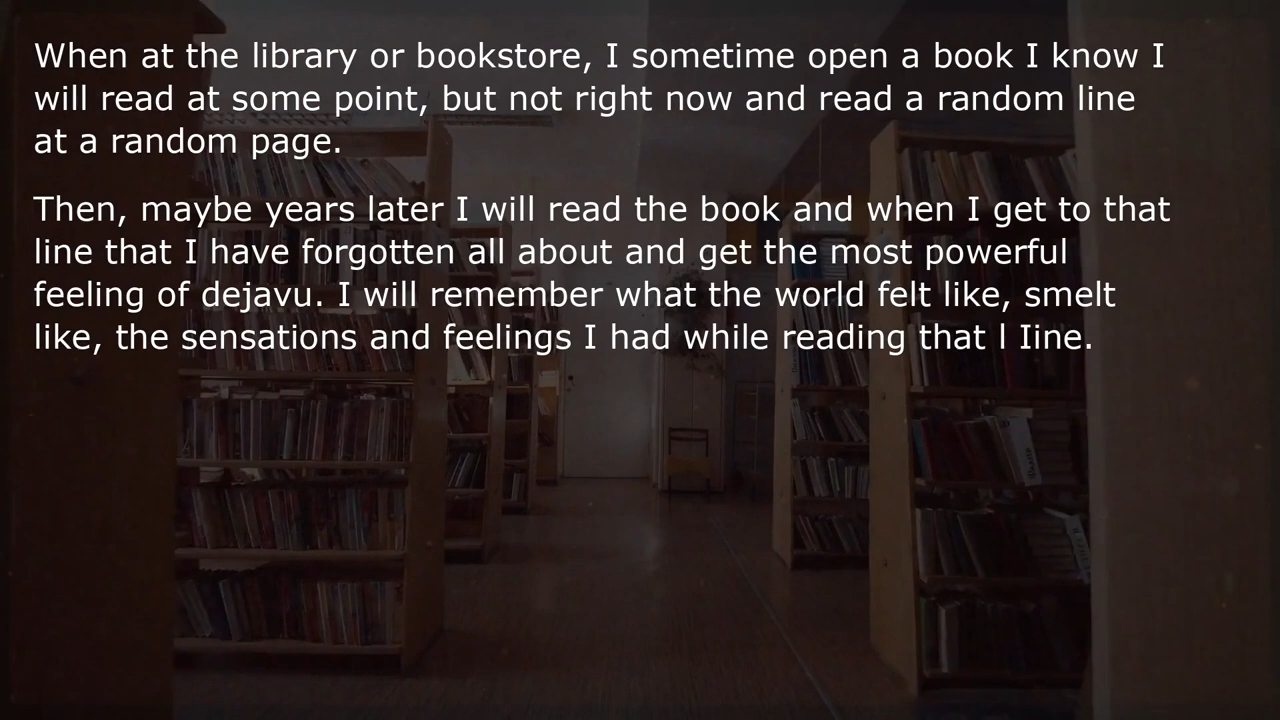 When at the library or bookstore, I sometime open a book I know I
will read at some point, but not right now and read a random line
at a random page.
Then, maybe years later I will read the book and when I get to that
line that I have forgotten all about and get the most powerful
feeling of dejavu. I will remember what the world felt like, smelt
like, the sensations and feelings I had while reading that l Iine.